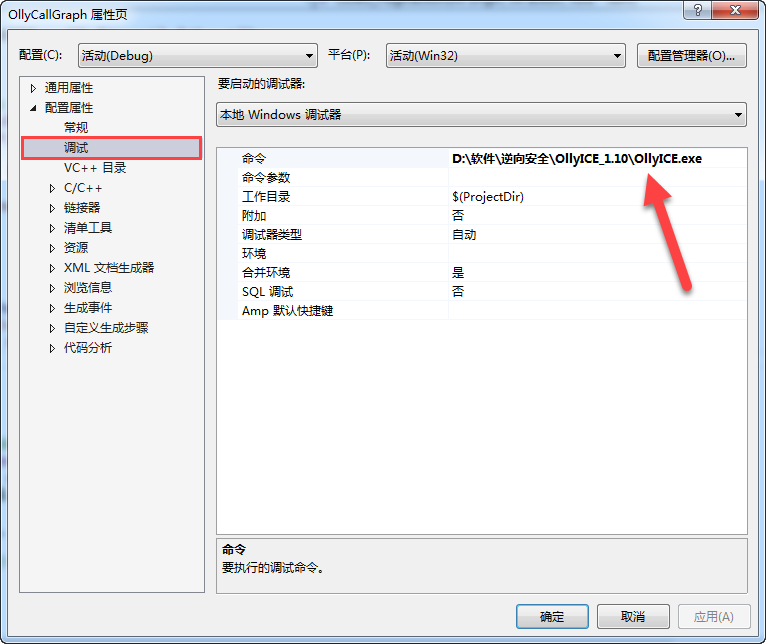 OllyCallGraph 属性页
配置(C): 活动(Debug) 平台(P): 活动(Win32) 配置管理器(O)...
通用属性
配置属性
常规
调试
VC++ 目录
C/C++
链接器
清单工具
资源
XML 文档生成器
浏览信息
生成事件
自定义生成步骤
代码分析
要启动的调试器:
本地 Windows 调试器
命令 D:\软件\逆向安全\OllyICE_1.10\OllyICE.exe
命令参数
工作目录 $(ProjectDir)
附加 否
调试器类型 自动
环境
合并环境 是
SQL 调试 否
Amp 默认快捷键
命令
要执行的调试命令。
确定 取消 应用(A)